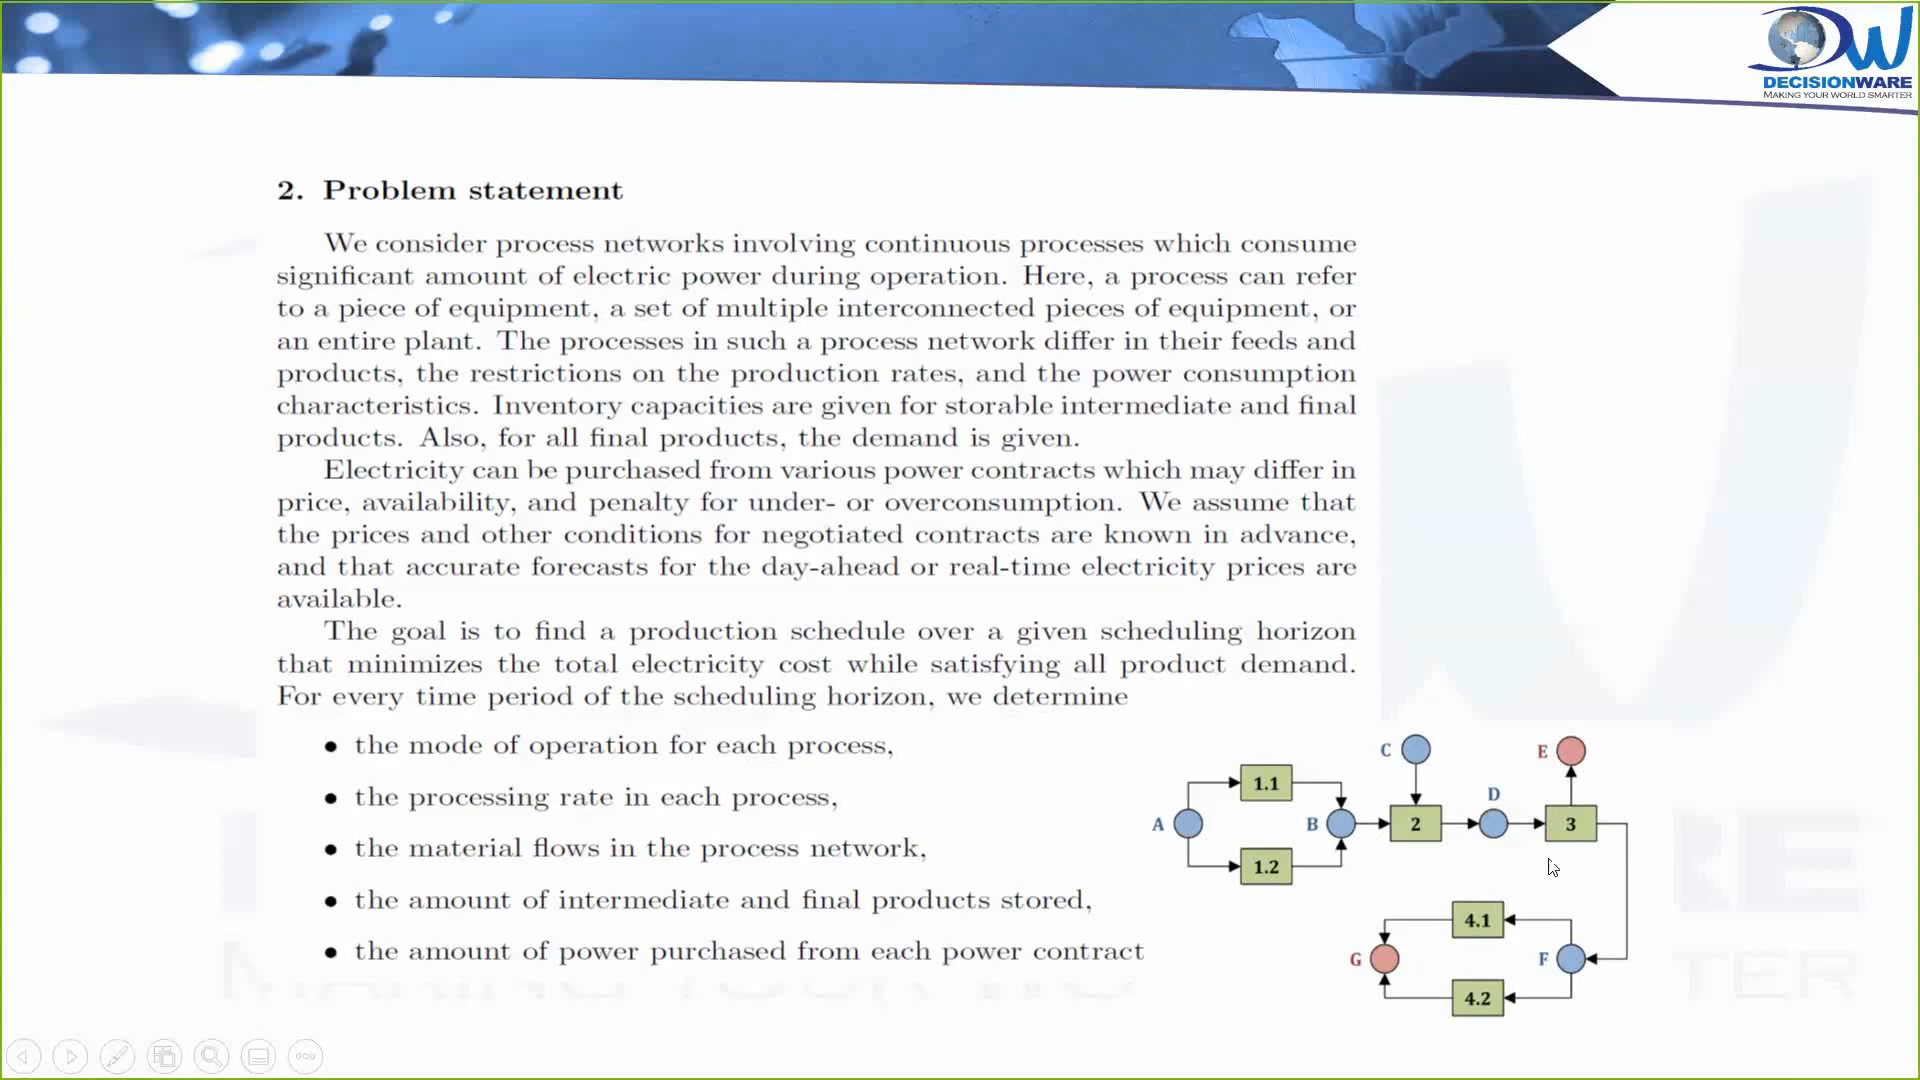 DW
DECISIONWARE
MAKING YOUR WORLD SMARTER
2. Problem statement
We consider process networks involving continuous processes which consume
significant amount of electric power during operation. Here, a process can refer
to a piece of equipment, a set of multiple interconnected pieces of equipment, or
an entire plant. The processes in such a process network differ in their feeds and
products, the restrictions on the production rates, and the power consumption
characteristics. Inventory capacities are given for storable intermediate and final
products. Also, for all final products, the demand is given.
Electricity can be purchased from various power contracts which may differ in
price, availability, and penalty for under- or overconsumption. We assume that
the prices and other conditions for negotiated contracts are known in advance,
and that accurate forecasts for the day-ahead or real-time electricity prices are
available.
The goal is to find a production schedule over a given scheduling horizon
that minimizes the total electricity cost while satisfying all product demand.
For every time period of the scheduling horizon, we determine
• the mode of operation for each process,
• the processing rate in each process,
• the material flows in the process network,
• the amount of intermediate and final products stored,
• the amount of power purchased from each power contract
C
E
1.1
D
A
B
2
3
1.2
4.1
G
F
4.2